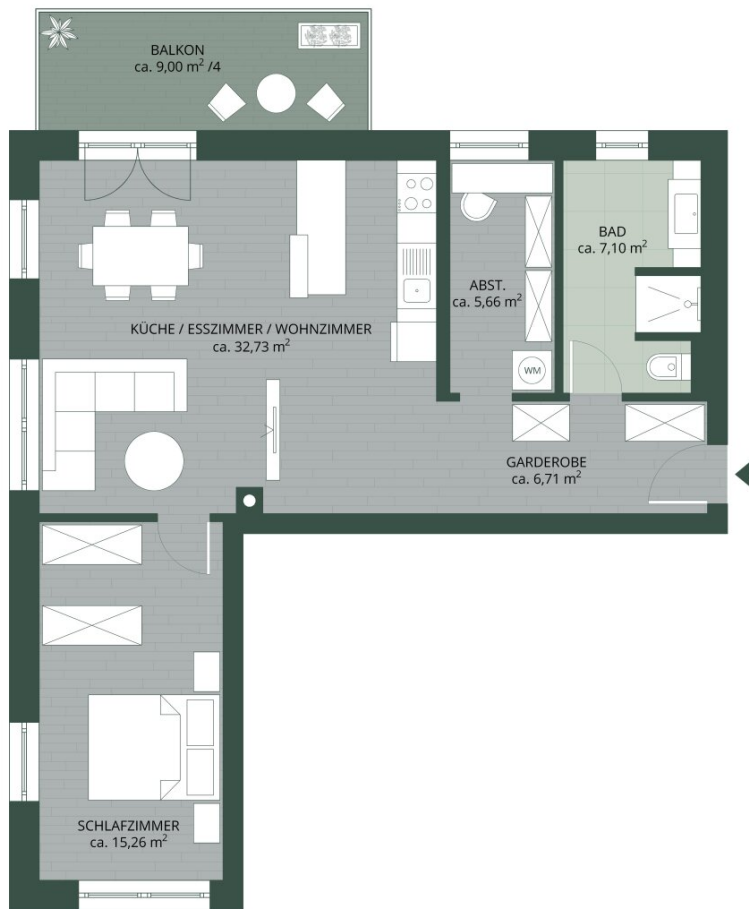 BALKON
ca. 9,00 m² /4
BAD
ca. 7,10 m²
ABST.
ca. 5,66 m²
KÜCHE / ESSZIMMER / WOHNZIMMER
ca. 32,73 m²
WM
GARDEROBE
ca. 6,71 m²
SCHLAFZIMMER
ca. 15,26 m²